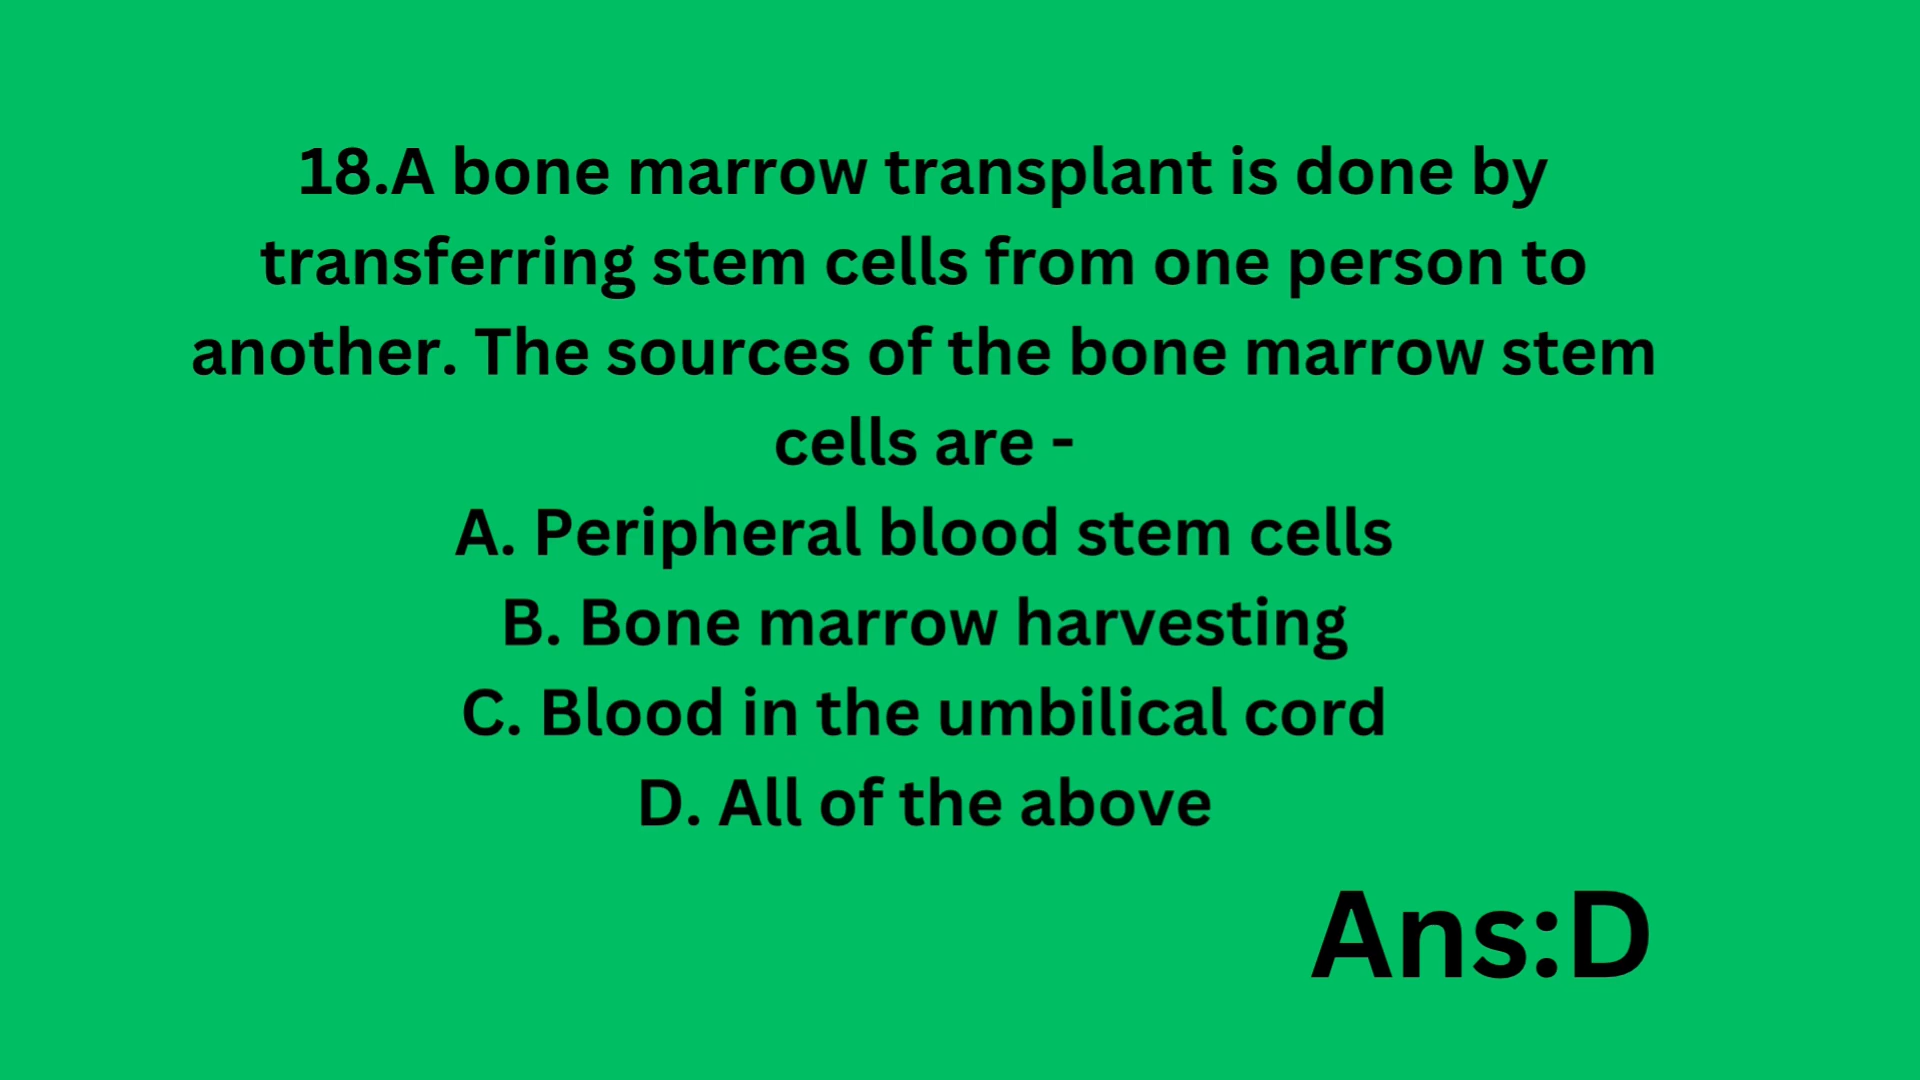 18.A bone marrow transplant is done by
transferring stem cells from one person to
another. The sources of the bone marrow stem
cells are -
A. Peripheral blood stem cells
B. Bone marrow harvesting
C. Blood in the umbilical cord
D. All of the above
Ans:D